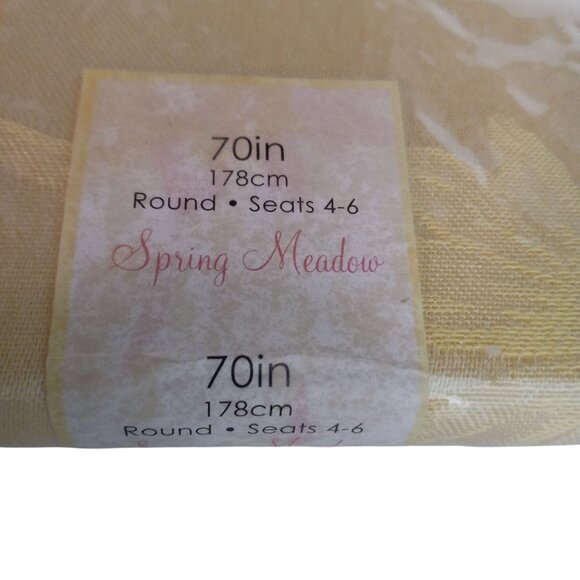 70in
178cm
Round • Seats 4-6
Spring Meadow
70in
178cm
Round • Seats 4-6